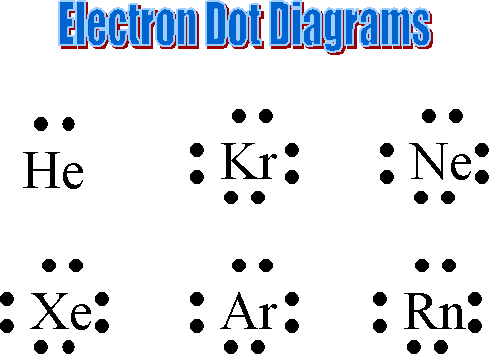 Electron Dot Diagrams
He Kr Ne
Xe Ar Rn